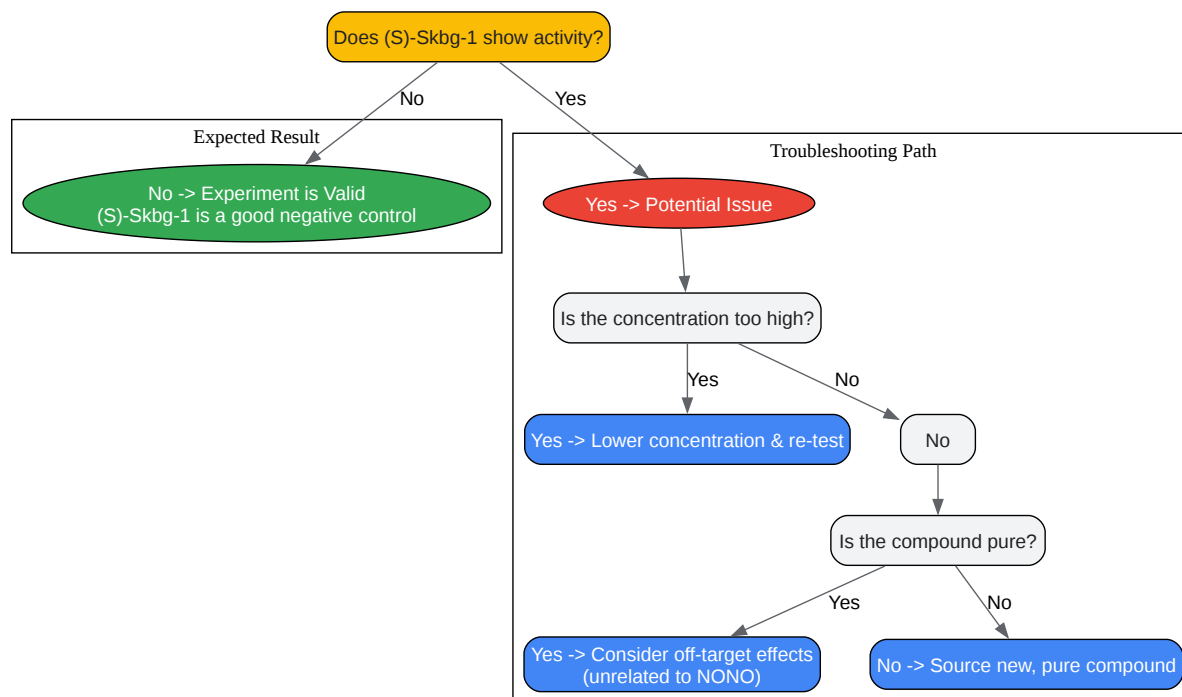 Does (S)-Skbg-1 show activity?
No
Yes
Expected Result
No -> Experiment is Valid
(S)-Skbg-1 is a good negative control
Troubleshooting Path
Yes -> Potential Issue
Is the concentration too high?
Yes
No
Yes -> Lower concentration & re-test
No
Is the compound pure?
Yes
No
Yes -> Consider off-target effects
(unrelated to NONO)
No -> Source new, pure compound